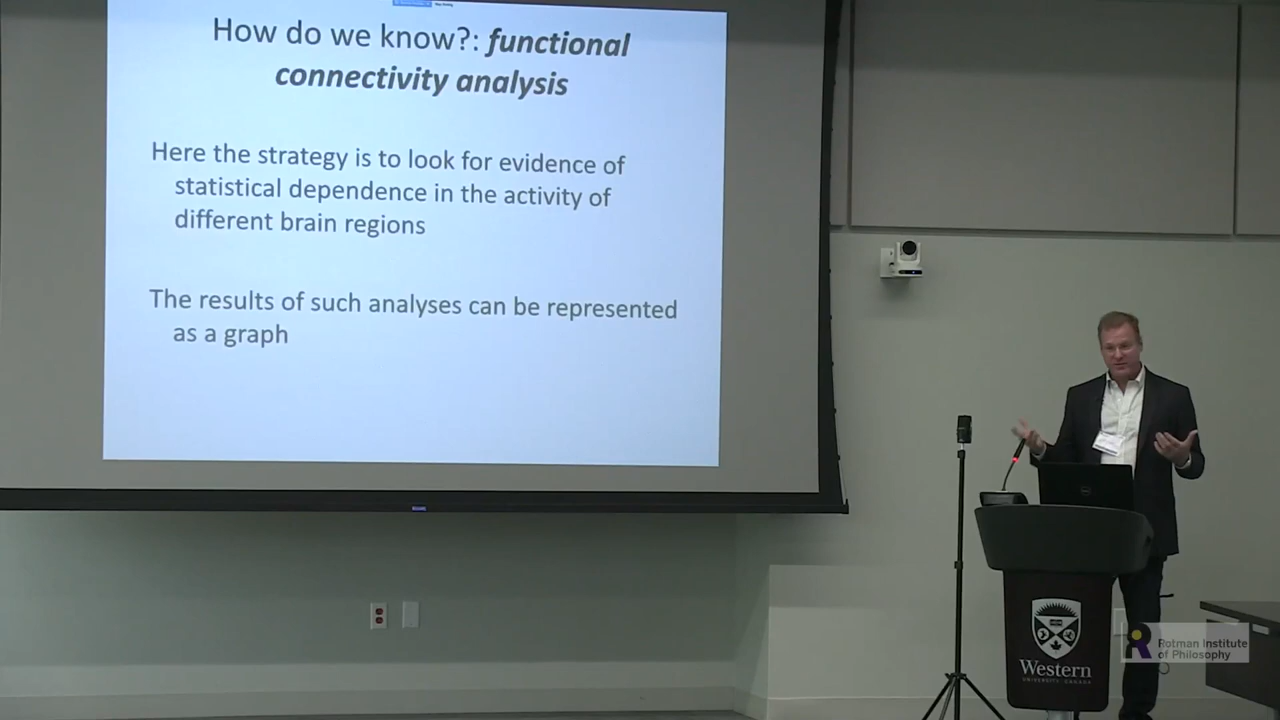 How do we know?: functional
connectivity analysis
Here the strategy is to look for evidence of
statistical dependence in the activity of
different brain regions
The results of such analyses can be represented
as a graph
Western
UNIVERSITY · CANADA
Rotman Institute
of Philosophy